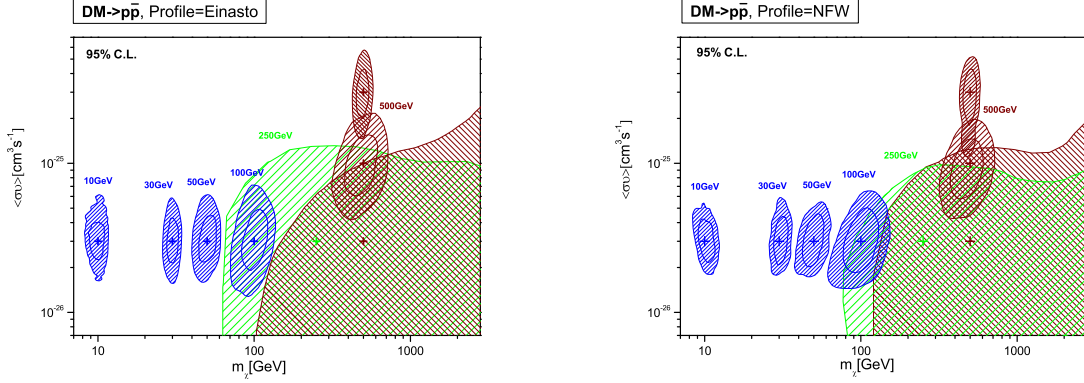 DM->pp̄, Profile=Einasto
95% C.L.
500GeV
250GeV
10GeV
30GeV
50GeV
100GeV
10⁻²⁵
10⁻²⁶
<συ>[cm³s⁻¹]
10
100
1000
mχ[GeV]
DM->pp̄, Profile=NFW
95% C.L.
500GeV
250GeV
10GeV
30GeV
50GeV
100GeV
10⁻²⁵
10⁻²⁶
<συ>[cm³s⁻¹]
10
100
1000
mχ[GeV]